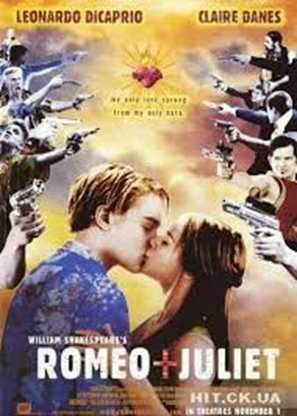 LEONARDO DiCAPRIO CLAIRE DANES
my only love sprung
from my only hate
WILLIAM SHAKESPEARE'S
ROMEO + JULIET
HIT.CK.UA
IN THEATRES NOVEMBER 1